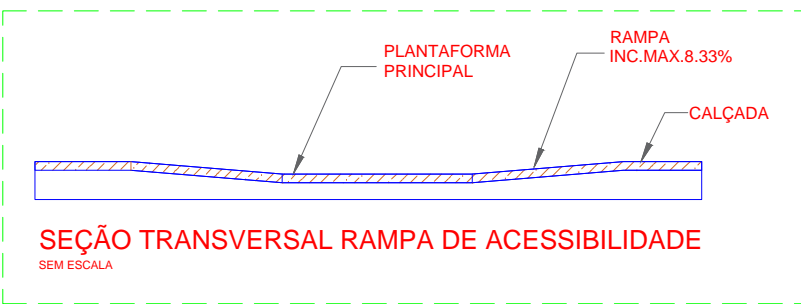 PLANTAFORMA
PRINCIPAL
RAMPA
INC.MAX.8.33%
CALÇADA
SEÇÃO TRANSVERSAL RAMPA DE ACESSIBILIDADE
SEM ESCALA